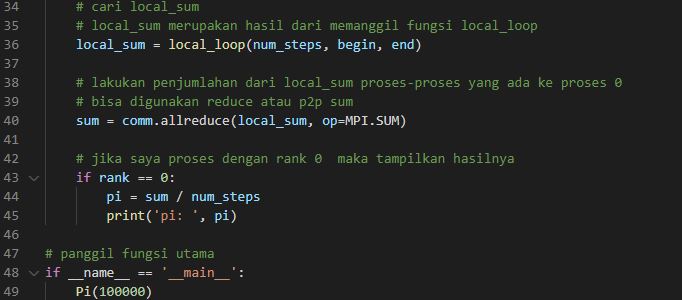 34 # cari local_sum
35 # local_sum merupakan hasil dari memanggil fungsi local_loop
36 local_sum = local_loop(num_steps, begin, end)
37
38 # lakukan penjumlahan dari local_sum proses-proses yang ada ke proses 0
39 # bisa digunakan reduce atau p2p sum
40 sum = comm.allreduce(local_sum, op=MPI.SUM)
41
42 # jika saya proses dengan rank 0  maka tampilkan hasilnya
43 if rank == 0:
44 pi = sum / num_steps
45 print('pi: ', pi)
46
47 # panggil fungsi utama
48 if __name__ == '__main__':
49 Pi(100000)